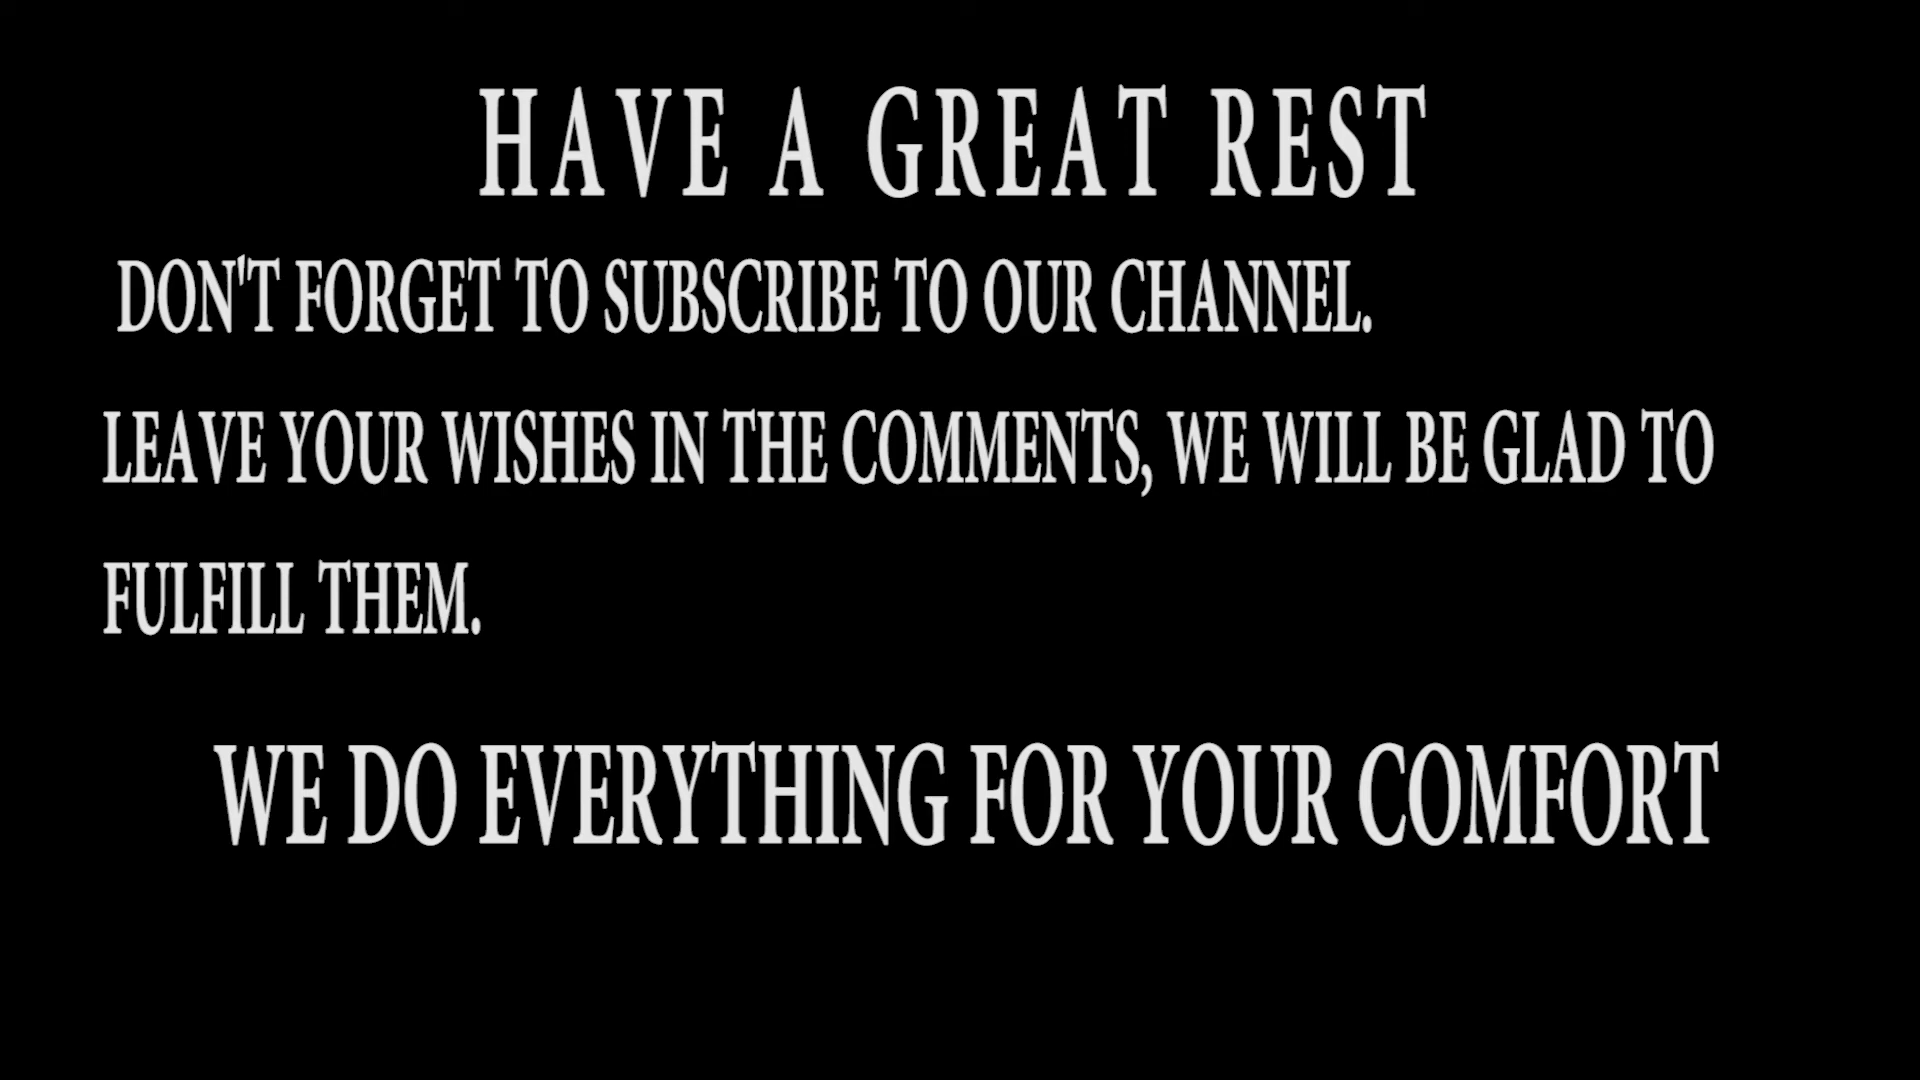 HAVE A GREAT REST
DON'T FORGET TO SUBSCRIBE TO OUR CHANNEL.
LEAVE YOUR WISHES IN THE COMMENTS, WE WILL BE GLAD TO
FULFILL THEM.
WE DO EVERYTHING FOR YOUR COMFORT